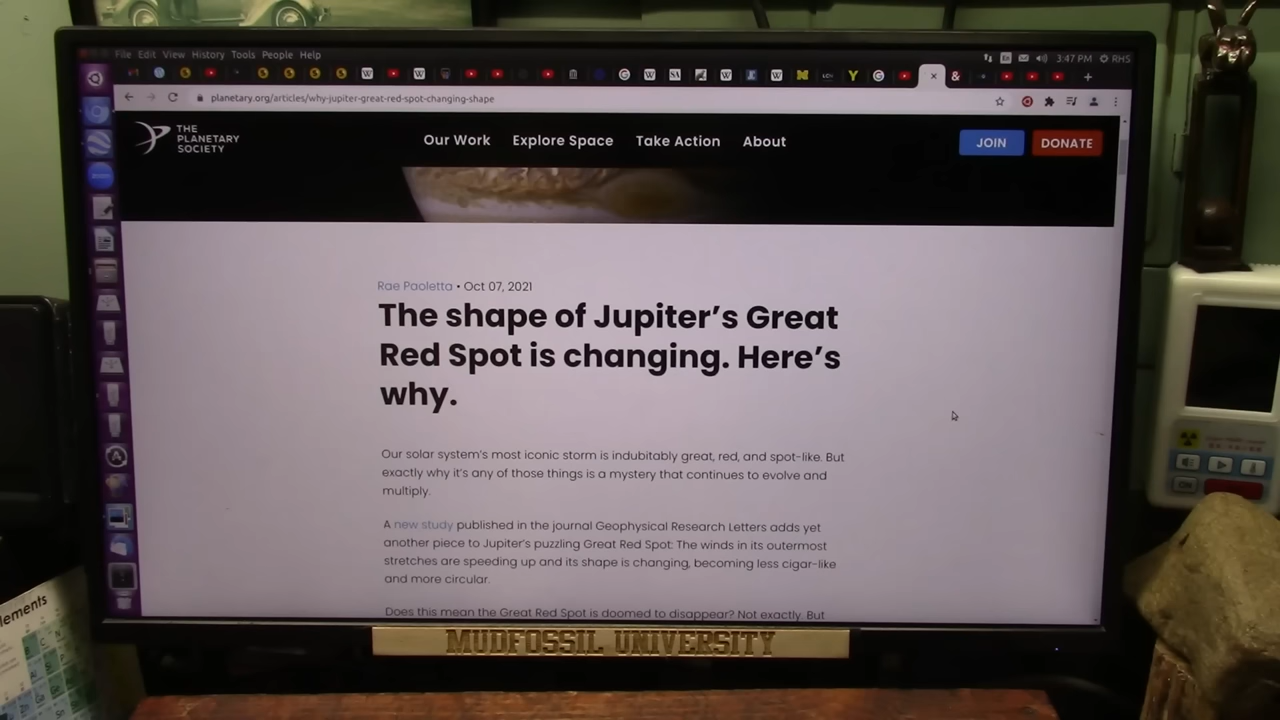 File Edit View History Tools People Help
3:47 PM RHS
planetary.org/articles/why-jupiter-great-red-spot-changing-shape
THE
PLANETARY
SOCIETY
Our Work Explore Space Take Action About
JOIN DONATE
Rae Paoletta • Oct 07, 2021
The shape of Jupiter’s Great
Red Spot is changing. Here’s
why.
Our solar system’s most iconic storm is indubitably great, red, and spot-like. But
exactly why it’s any of those things is a mystery that continues to evolve and
multiply.
A new study published in the journal Geophysical Research Letters adds yet
another piece to Jupiter’s puzzling Great Red Spot: The winds in its outermost
stretches are speeding up and its shape is changing, becoming less cigar-like
and more circular.
Does this mean the Great Red Spot is doomed to disappear? Not exactly. But
MUDFOSSIL UNIVERSITY
lements
ON